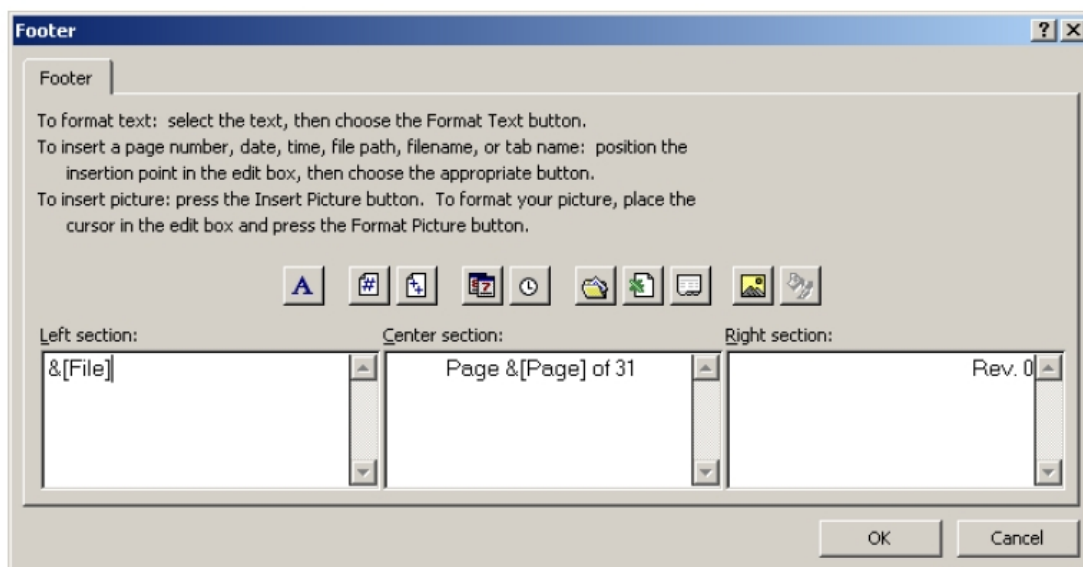 Footer
Footer
To format text: select the text, then choose the Format Text button.
To insert a page number, date, time, file path, filename, or tab name: position the
insertion point in the edit box, then choose the appropriate button.
To insert picture: press the Insert Picture button. To format your picture, place the
cursor in the edit box and press the Format Picture button.
A
Left section:
Center section:
Right section:
&[File]
Page &[Page] of 31
Rev. 0
OK
Cancel